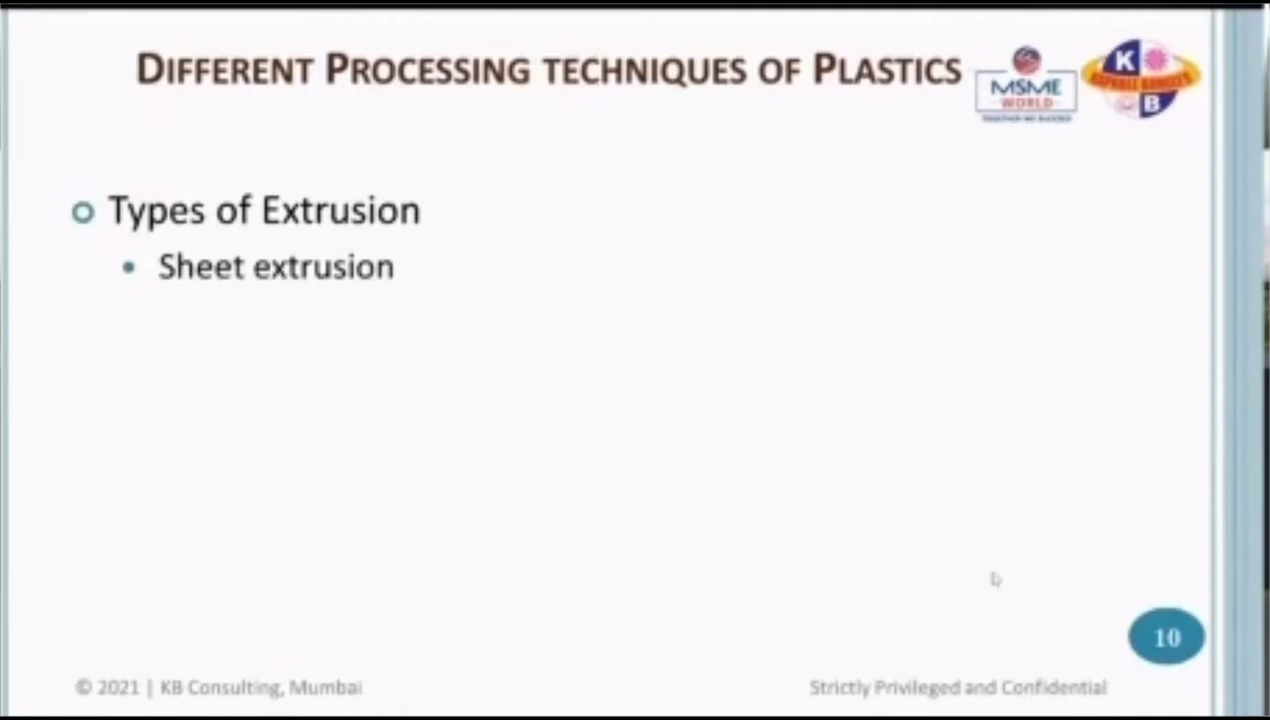 DIFFERENT PROCESSING TECHNIQUES OF PLASTICS
MSME
WORLD
K
B
Types of Extrusion
Sheet extrusion
10
© 2021 | KB Consulting, Mumbai
Strictly Privileged and Confidential